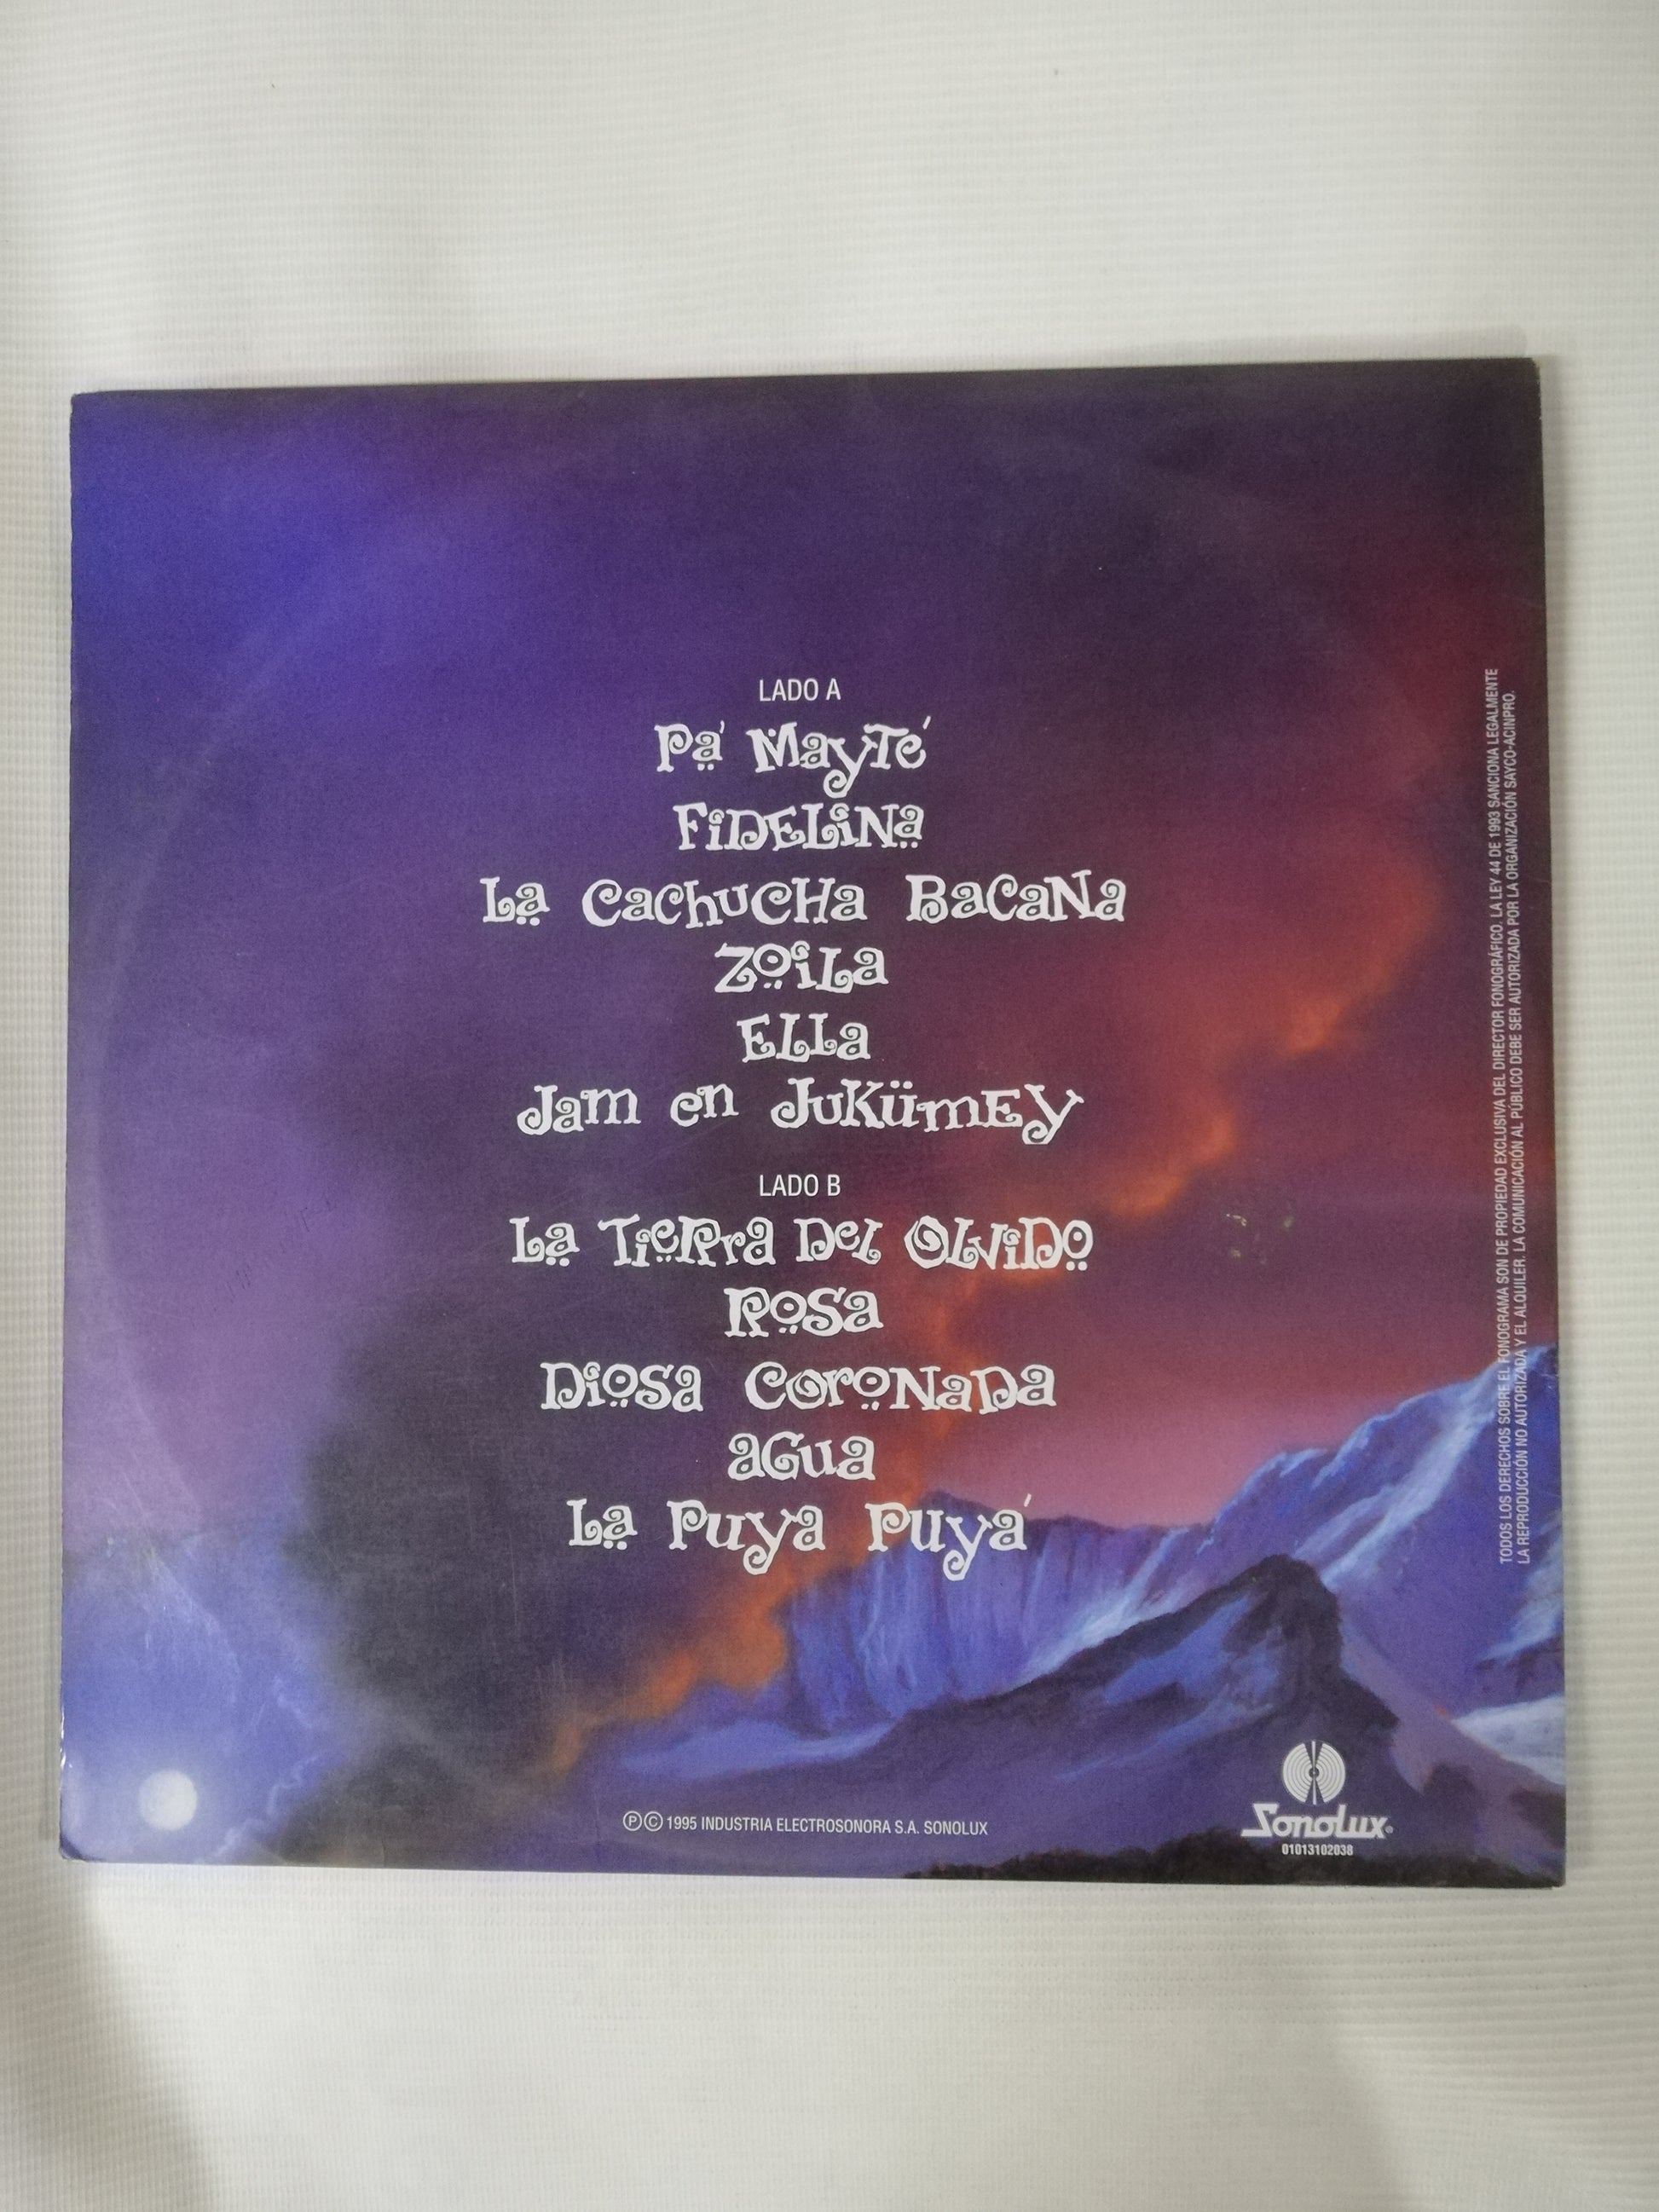 LADO A
Pa' Mayté
Fidelina
La Cachucha Bacana
Zoila
Ella
Jam en Jukümey
LADO B
La Tierra Del Olvido
Rosa
Diosa Coronada
Agua
La Puya Puyá
Ⓟ© 1995 INDUSTRIA ELECTROSONORA S.A. SONOLUX
Sonolux®
01013102038
TODOS LOS DERECHOS SOBRE EL FONOGRAMA SON DE PROPIEDAD EXCLUSIVA DEL DIRECTOR FONOGRÁFICO. LA LEY 44 DE 1993 SANCIONA LEGALMENTE
LA REPRODUCCIÓN NO AUTORIZADA Y EL ALQUILER. LA COMUNICACIÓN AL PUBLICO DEBE SER AUTORIZADA POR LA ORGANIZACIÓN SAYCO-ACINPRO.